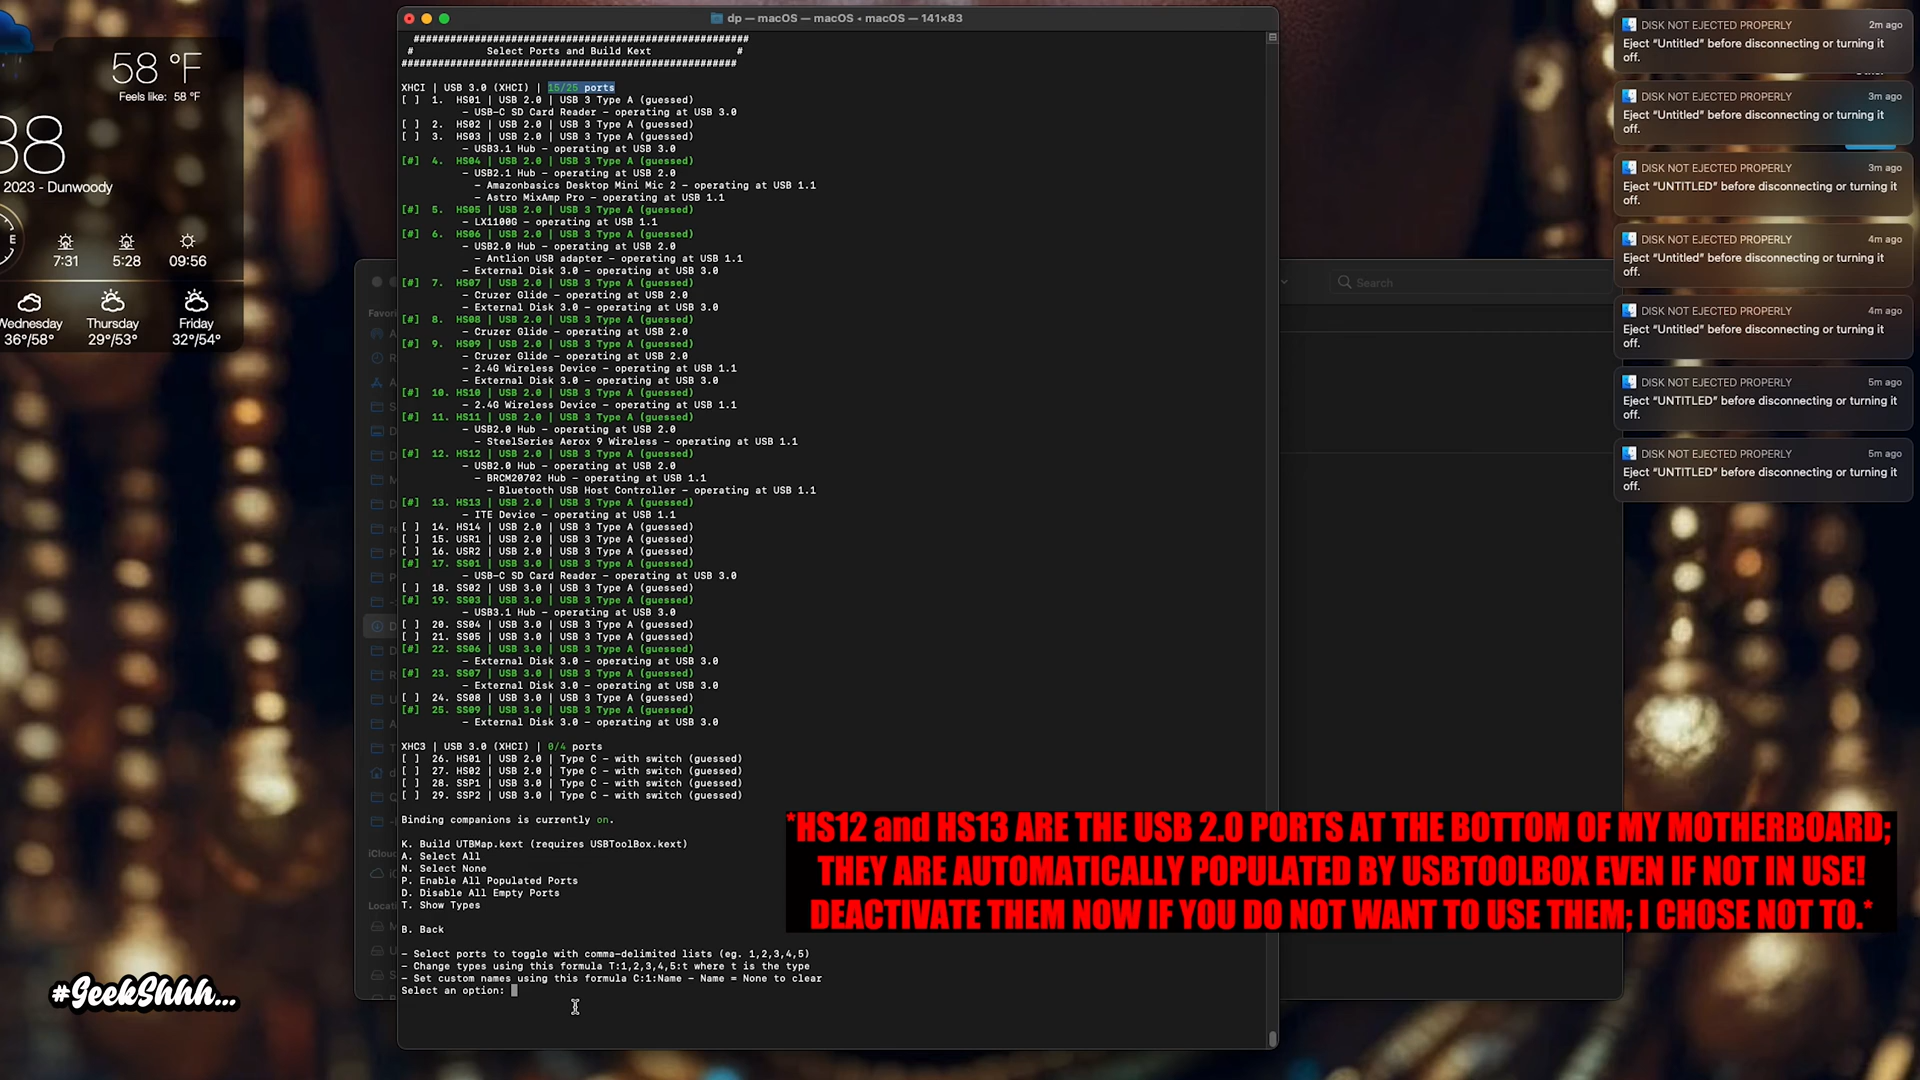 58 °F
Feels like: 58 °F
2023 - Dunwoody
E
7:31
5:28
09:56
Wednesday
36°/58°
Thursday
29°/53°
Friday
32°/54°
dp — macOS — macOS • macOS — 141×83
########################################################
# Select Ports and Build Kext #
########################################################
XHCI | USB 3.0 (XHCI) | 15/25 ports
[ ] 1. HS01 | USB 2.0 | USB 3 Type A (guessed)
- USB-C SD Card Reader - operating at USB 3.0
[ ] 2. HS02 | USB 2.0 | USB 3 Type A (guessed)
[ ] 3. HS03 | USB 2.0 | USB 3 Type A (guessed)
- USB3.1 Hub - operating at USB 3.0
[#] 4. HS04 | USB 2.0 | USB 3 Type A (guessed)
- USB2.1 Hub - operating at USB 2.0
- Amazonbasics Desktop Mini Mic 2 - operating at USB 1.1
- Astro MixAmp Pro - operating at USB 1.1
[#] 5. HS05 | USB 2.0 | USB 3 Type A (guessed)
- LX1100G - operating at USB 1.1
[#] 6. HS06 | USB 2.0 | USB 3 Type A (guessed)
- USB2.0 Hub - operating at USB 2.0
- Antlion USB adapter - operating at USB 1.1
- External Disk 3.0 - operating at USB 3.0
[#] 7. HS07 | USB 2.0 | USB 3 Type A (guessed)
- Cruzer Glide - operating at USB 2.0
- External Disk 3.0 - operating at USB 3.0
[#] 8. HS08 | USB 2.0 | USB 3 Type A (guessed)
- Cruzer Glide - operating at USB 2.0
[#] 9. HS09 | USB 2.0 | USB 3 Type A (guessed)
- Cruzer Glide - operating at USB 2.0
- 2.4G Wireless Device - operating at USB 1.1
- External Disk 3.0 - operating at USB 3.0
[#] 10. HS10 | USB 2.0 | USB 3 Type A (guessed)
- 2.4G Wireless Device - operating at USB 1.1
[#] 11. HS11 | USB 2.0 | USB 3 Type A (guessed)
- USB2.0 Hub - operating at USB 2.0
- SteelSeries Aerox 9 Wireless - operating at USB 1.1
[#] 12. HS12 | USB 2.0 | USB 3 Type A (guessed)
- USB2.0 Hub - operating at USB 2.0
- BRCM20702 Hub - operating at USB 1.1
- Bluetooth USB Host Controller - operating at USB 1.1
[#] 13. HS13 | USB 2.0 | USB 3 Type A (guessed)
- ITE Device - operating at USB 1.1
[ ] 14. HS14 | USB 2.0 | USB 3 Type A (guessed)
[ ] 15. USR1 | USB 2.0 | USB 3 Type A (guessed)
[ ] 16. USR2 | USB 2.0 | USB 3 Type A (guessed)
[#] 17. SS01 | USB 3.0 | USB 3 Type A (guessed)
- USB-C SD Card Reader - operating at USB 3.0
[ ] 18. SS02 | USB 3.0 | USB 3 Type A (guessed)
[#] 19. SS03 | USB 3.0 | USB 3 Type A (guessed)
- USB3.1 Hub - operating at USB 3.0
[ ] 20. SS04 | USB 3.0 | USB 3 Type A (guessed)
[ ] 21. SS05 | USB 3.0 | USB 3 Type A (guessed)
[#] 22. SS06 | USB 3.0 | USB 3 Type A (guessed)
- External Disk 3.0 - operating at USB 3.0
[#] 23. SS07 | USB 3.0 | USB 3 Type A (guessed)
- External Disk 3.0 - operating at USB 3.0
[ ] 24. SS08 | USB 3.0 | USB 3 Type A (guessed)
[#] 25. SS09 | USB 3.0 | USB 3 Type A (guessed)
- External Disk 3.0 - operating at USB 3.0
XHC3 | USB 3.0 (XHCI) | 0/4 ports
[ ] 26. HS01 | USB 2.0 | Type C - with switch (guessed)
[ ] 27. HS02 | USB 2.0 | Type C - with switch (guessed)
[ ] 28. SSP1 | USB 3.0 | Type C - with switch (guessed)
[ ] 29. SSP2 | USB 3.0 | Type C - with switch (guessed)
Binding companions is currently on.
K. Build UTBMap.kext (requires USBToolBox.kext)
A. Select All
N. Select None
P. Enable All Populated Ports
D. Disable All Empty Ports
T. Show Types
B. Back
- Select ports to toggle with comma-delimited lists (eg. 1,2,3,4,5)
- Change types using this formula T:1,2,3,4,5:t where t is the type
- Set custom names using this formula C:1:Name - Name = None to clear
Select an option:
Search
*HS12 and HS13 ARE THE USB 2.0 PORTS AT THE BOTTOM OF MY MOTHERBOARD;
THEY ARE AUTOMATICALLY POPULATED BY USBTOOLBOX EVEN IF NOT IN USE!
DEACTIVATE THEM NOW IF YOU DO NOT WANT TO USE THEM; I CHOSE NOT TO.*
#GeekShhh...
DISK NOT EJECTED PROPERLY 2m ago
Eject “Untitled” before disconnecting or turning it
off.
DISK NOT EJECTED PROPERLY 3m ago
Eject “Untitled” before disconnecting or turning it
off.
DISK NOT EJECTED PROPERLY 3m ago
Eject “UNTITLED” before disconnecting or turning it
off.
DISK NOT EJECTED PROPERLY 4m ago
Eject “Untitled” before disconnecting or turning it
off.
DISK NOT EJECTED PROPERLY 4m ago
Eject “Untitled” before disconnecting or turning it
off.
DISK NOT EJECTED PROPERLY 5m ago
Eject “UNTITLED” before disconnecting or turning it
off.
DISK NOT EJECTED PROPERLY 5m ago
Eject “UNTITLED” before disconnecting or turning it
off.